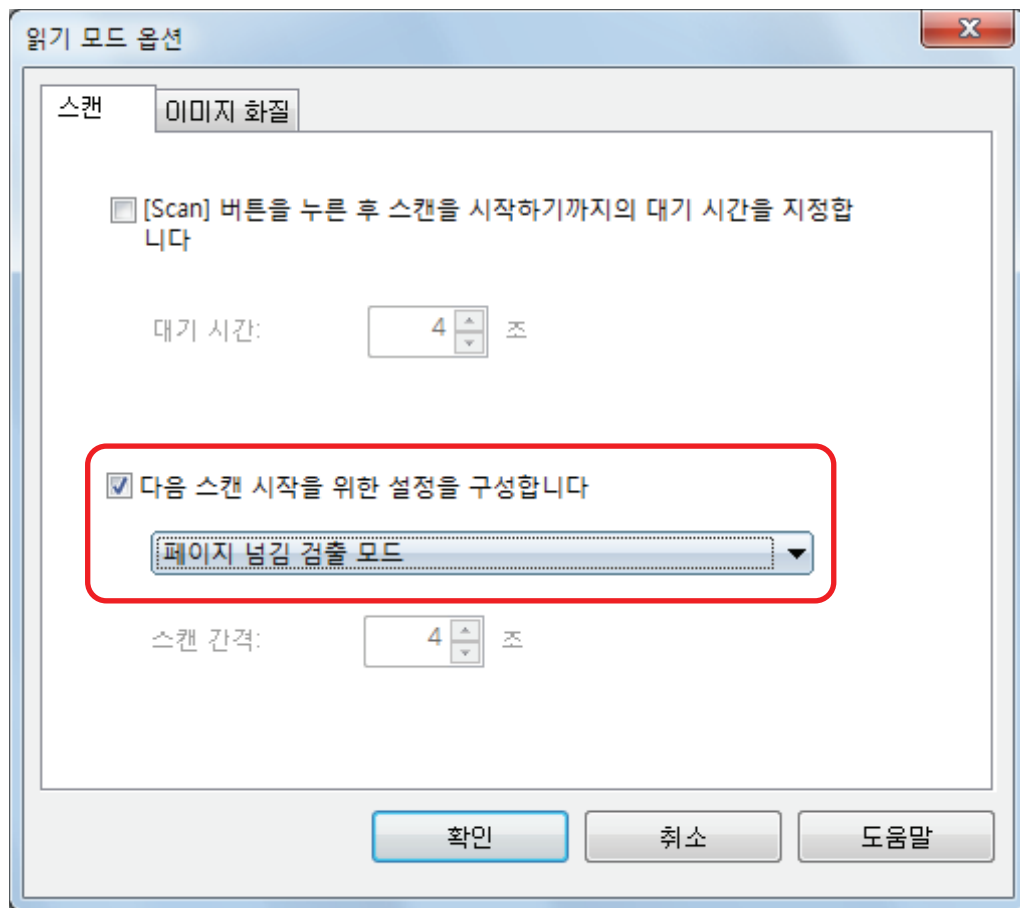 읽기 모드 옵션
스캔
이미지 화질
[Scan] 버튼을 누른 후 스캔을 시작하기까지의 대기 시간을 지정합
니다
대기 시간: 4 조
다음 스캔 시작을 위한 설정을 구성합니다
페이지 넘김 검출 모드
스캔 간격: 4 조
확인 취소 도움말